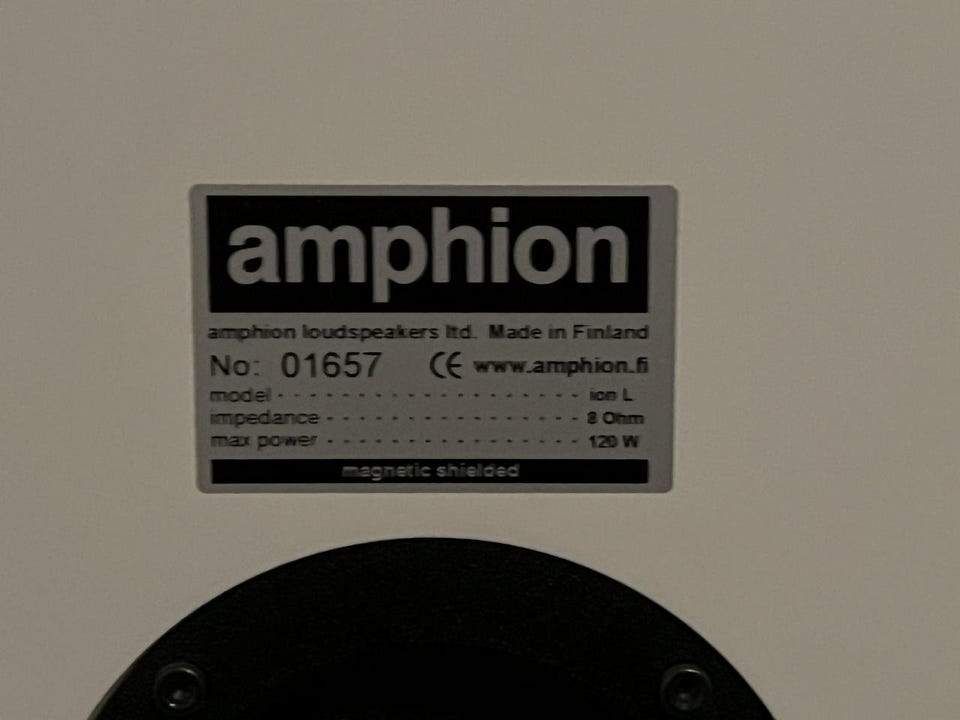 amphion
amphion loudspeakers ltd. Made in Finland
No: 01657 CE www.amphion.fi
model - - - - - - - - - - - - - - - - - - ion L
impedance - - - - - - - - - - - - - - - 8 Ohm
max power - - - - - - - - - - - - - - - 120 W
magnetic shielded